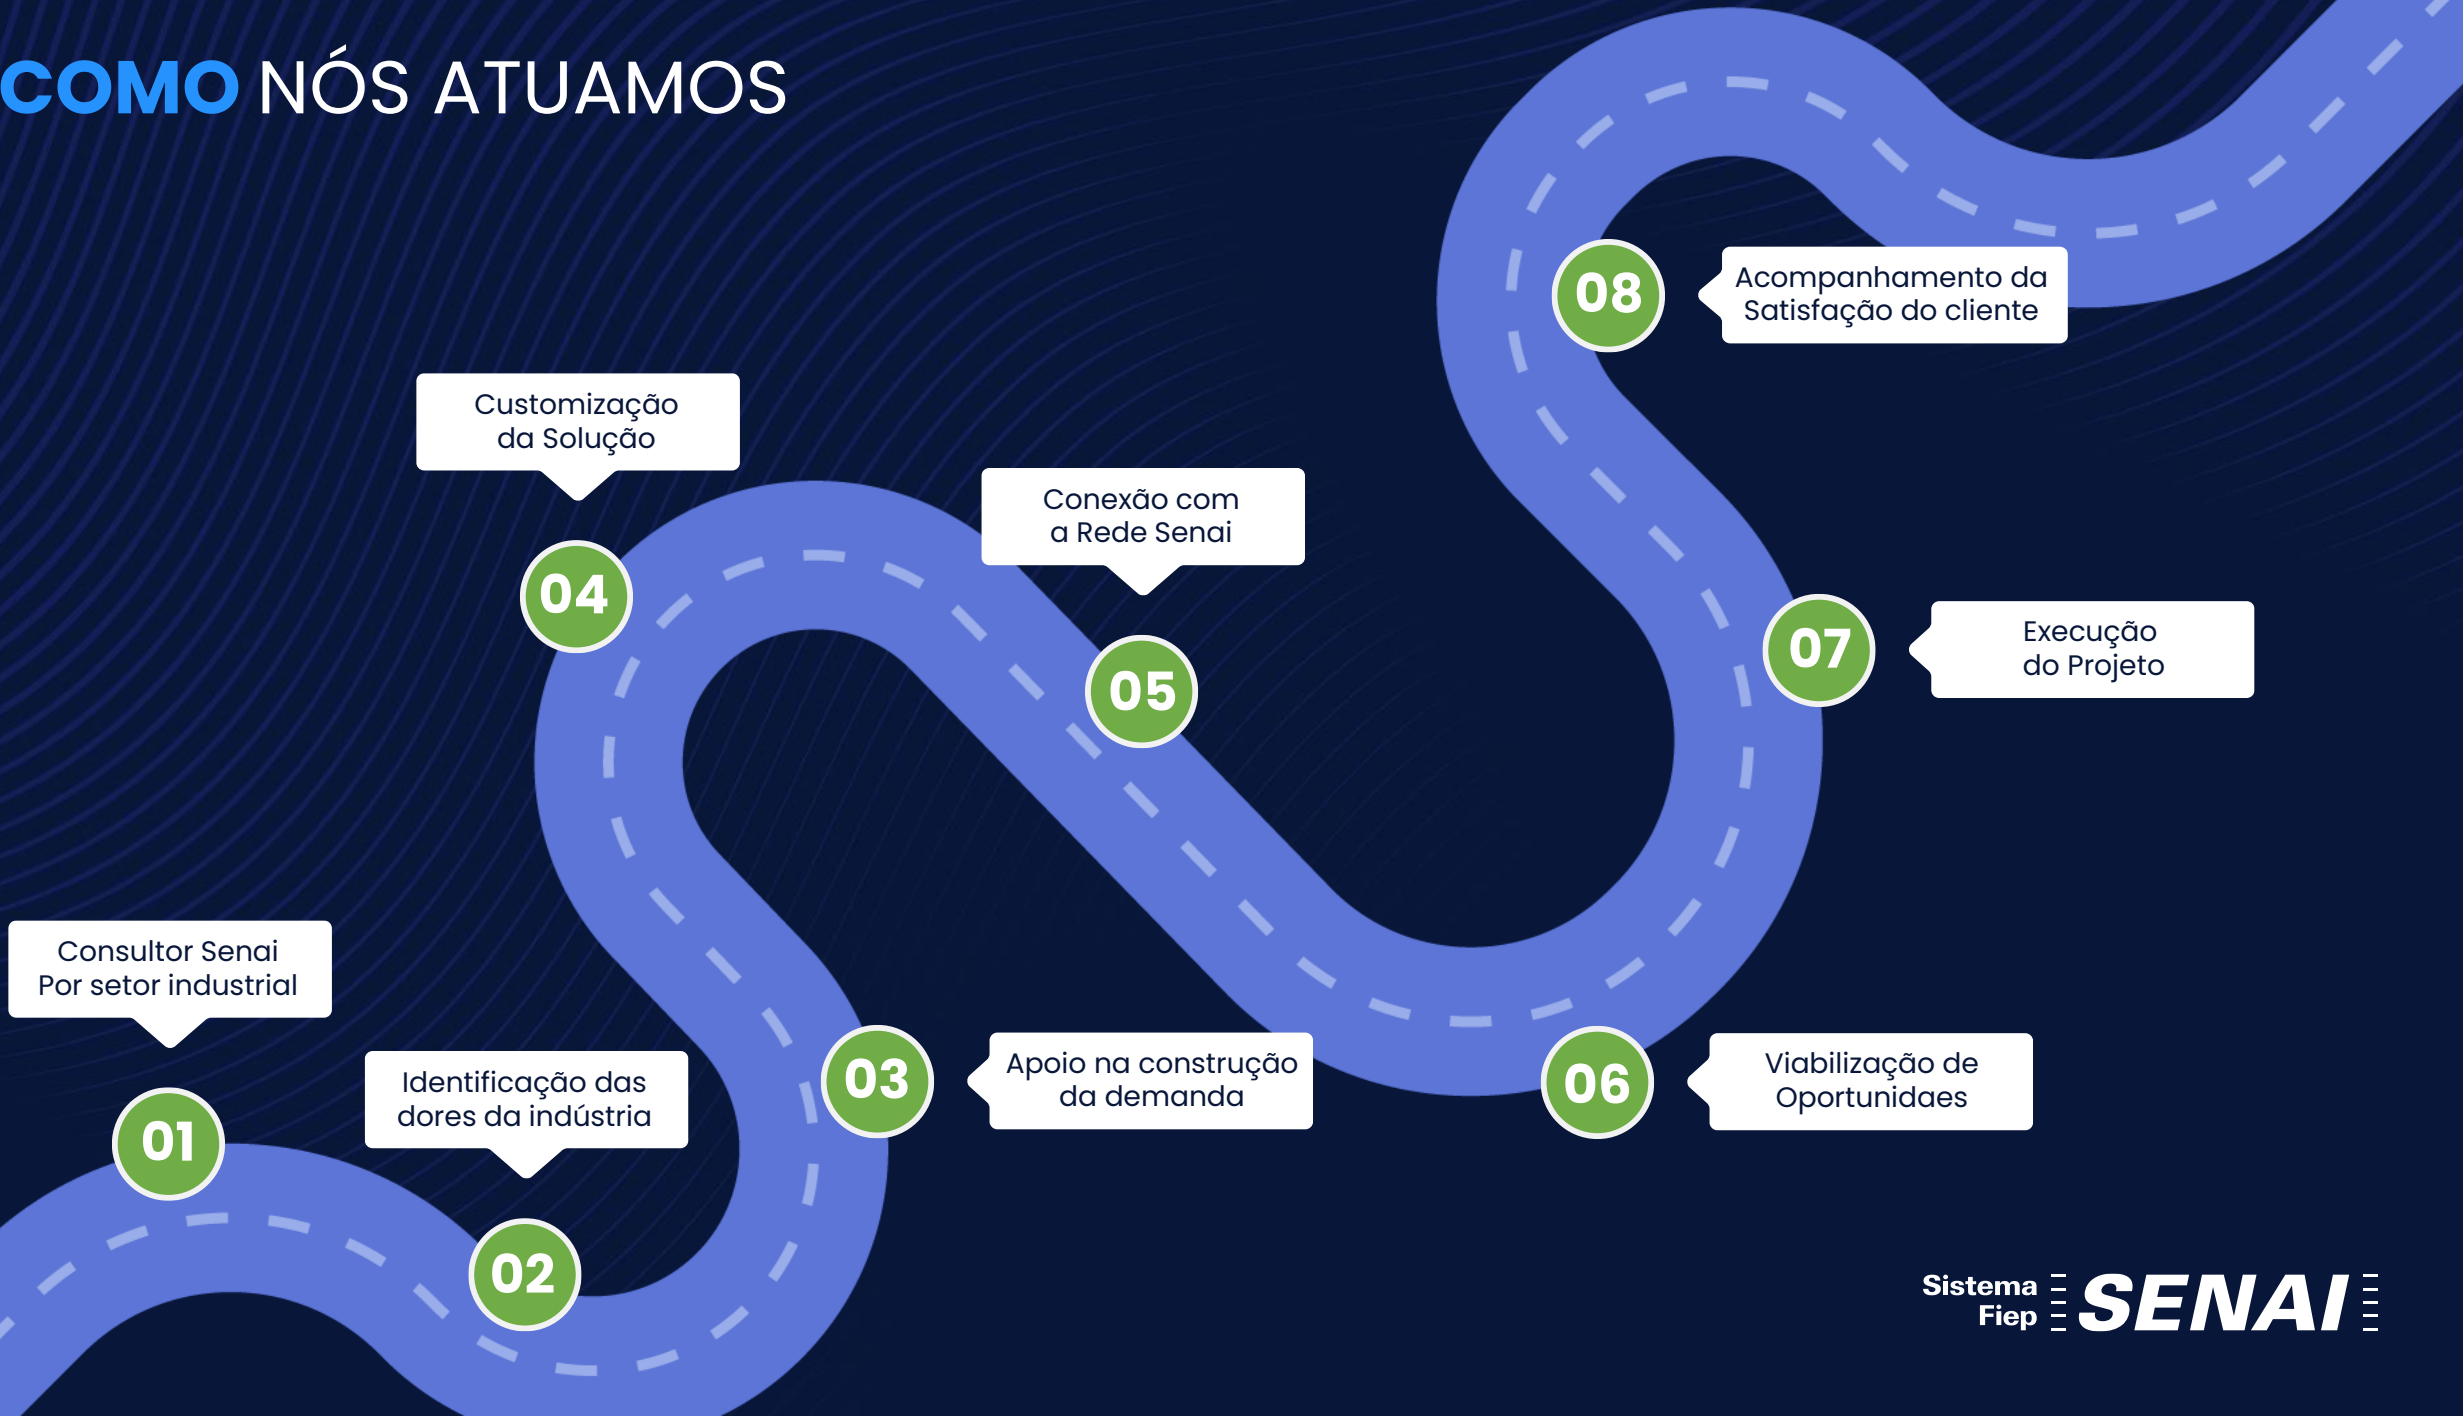 COMO NÓS ATUAMOS
01
Consultor Senai
Por setor industrial
02
Identificação das
dores da indústria
03
Apoio na construção
da demanda
04
Customização
da Solução
05
Conexão com
a Rede Senai
06
Viabilização de
Oportunidaes
07
Execução
do Projeto
08
Acompanhamento da
Satisfação do cliente
Sistema
Fiep
SENAI